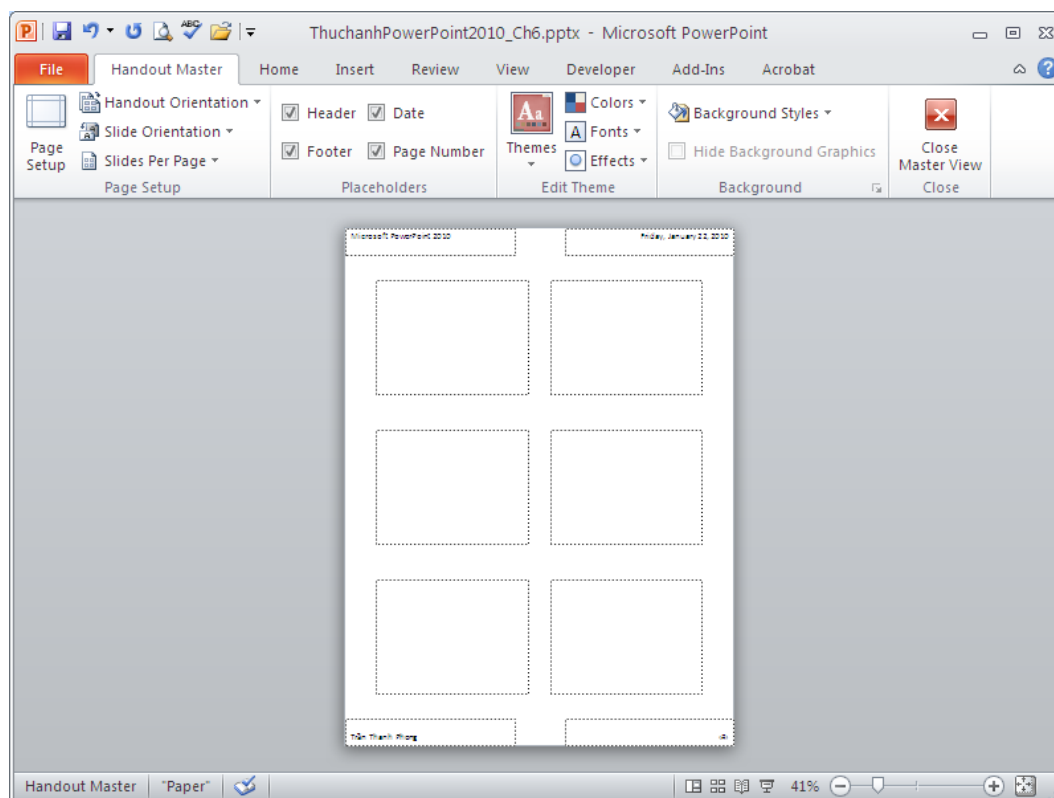 ThuchanhPowerPoint2010_Ch6.pptx - Microsoft PowerPoint
File Handout Master Home Insert Review View Developer Add-Ins Acrobat
Page Setup
Handout Orientation
Slide Orientation
Slides Per Page
Page Setup
Header Date
Footer Page Number
Placeholders
Themes
Colors
Fonts
Effects
Edit Theme
Background Styles
Hide Background Graphics
Background
Close Master View
Close
Microsoft PowerPoint 2010 Friday, January 22, 2010
Trần Thanh Phong
Handout Master "Paper" 41%